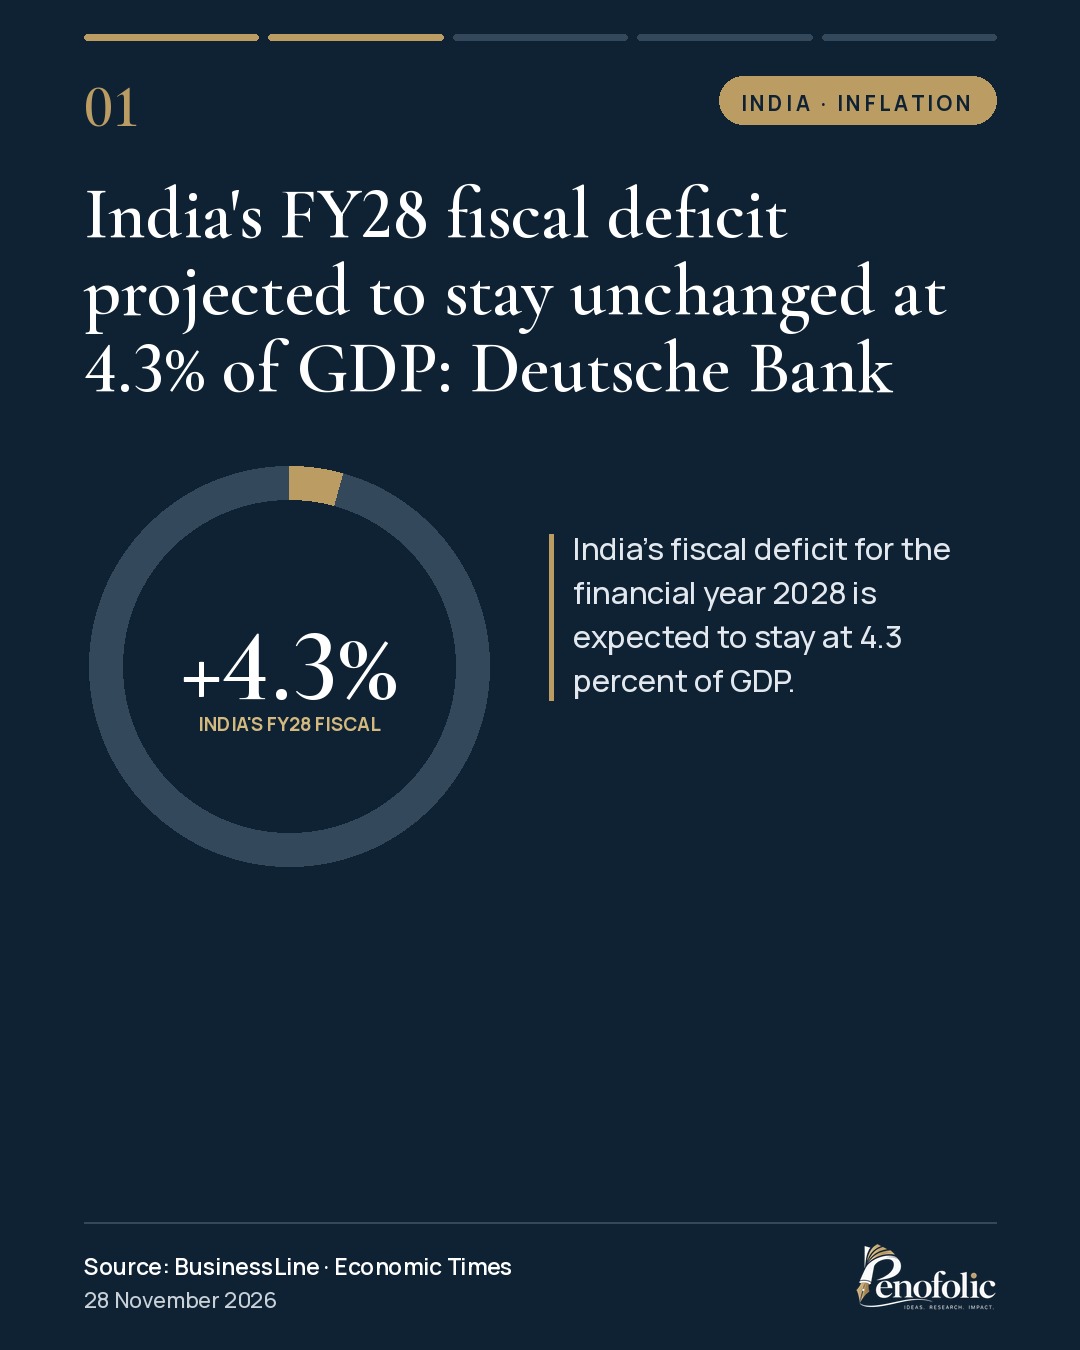 01
INDIA · INFLATION
India's FY28 fiscal deficit
projected to stay unchanged at
4.3% of GDP: Deutsche Bank
+4.3%
INDIA'S FY28 FISCAL
India’s fiscal deficit for the
financial year 2028 is
expected to stay at 4.3
percent of GDP.
Source: BusinessLine · Economic Times
28 November 2026
Penofolic
IDEAS. RESEARCH. IMPACT.